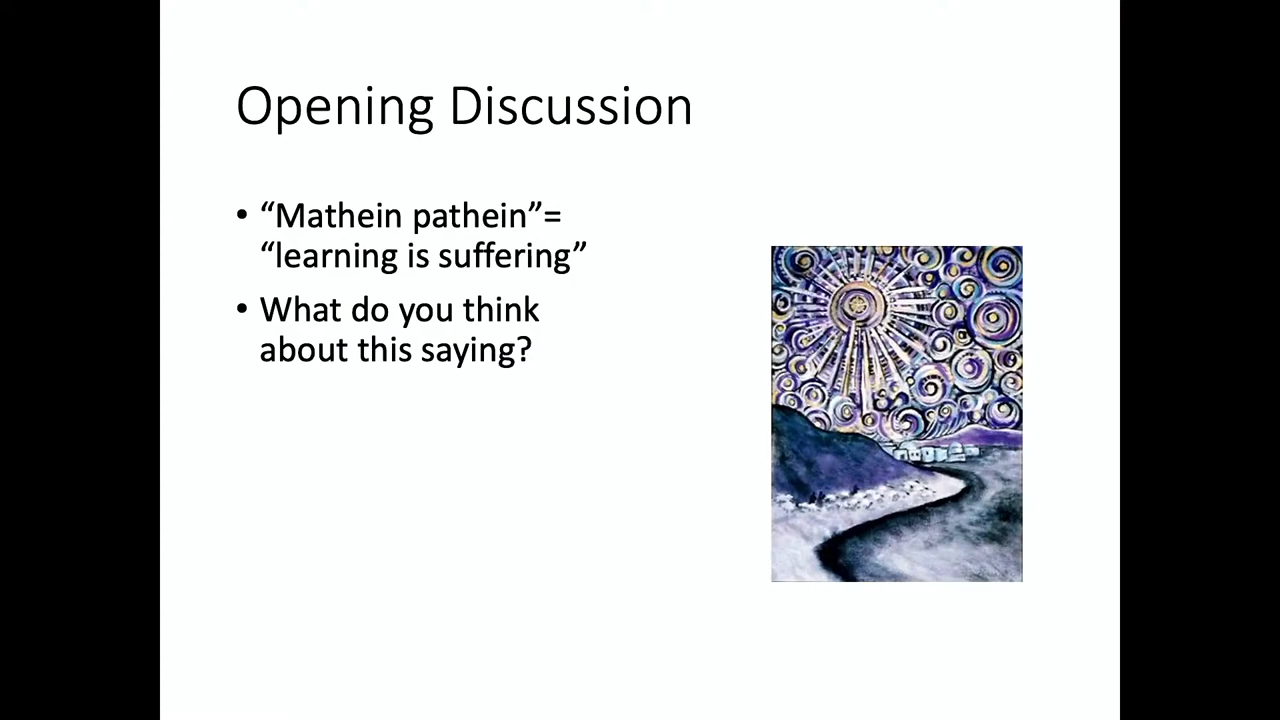 Opening Discussion
• “Mathein pathein”=
“learning is suffering”
• What do you think
about this saying?